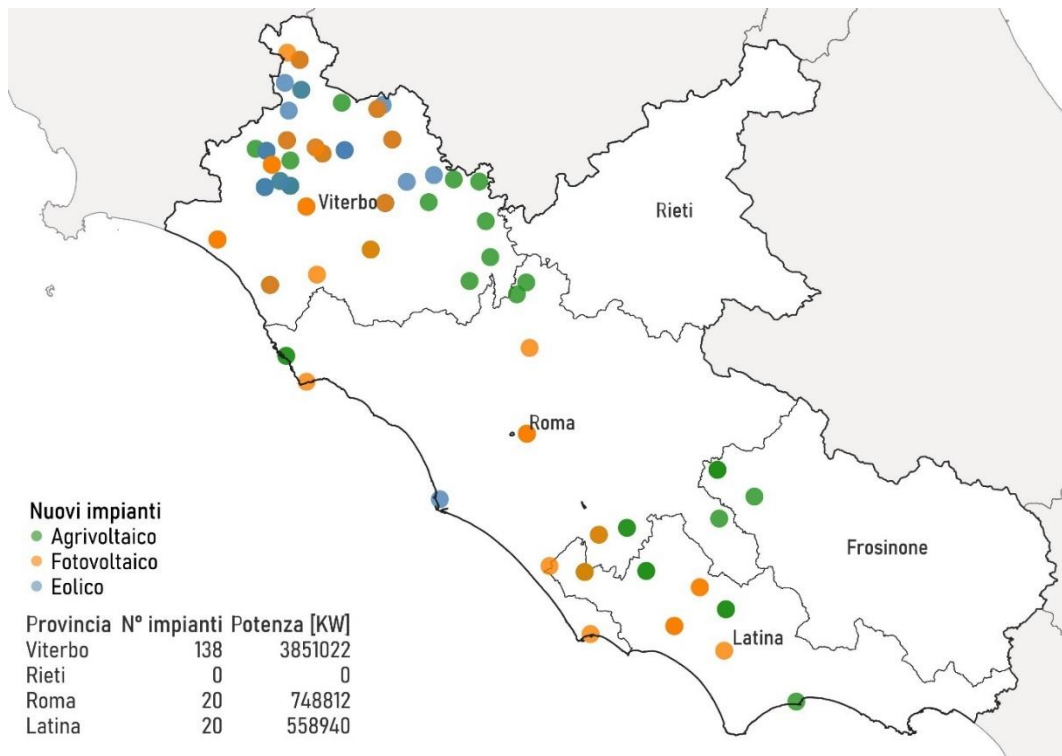 Viterbo
Rieti
Roma
Frosinone
Latina
Nuovi impianti
Agrivoltaico
Fotovoltaico
Eolico
Provincia N° impianti Potenza [KW]
Viterbo 138 3851022
Rieti 0 0
Roma 20 748812
Latina 20 558940